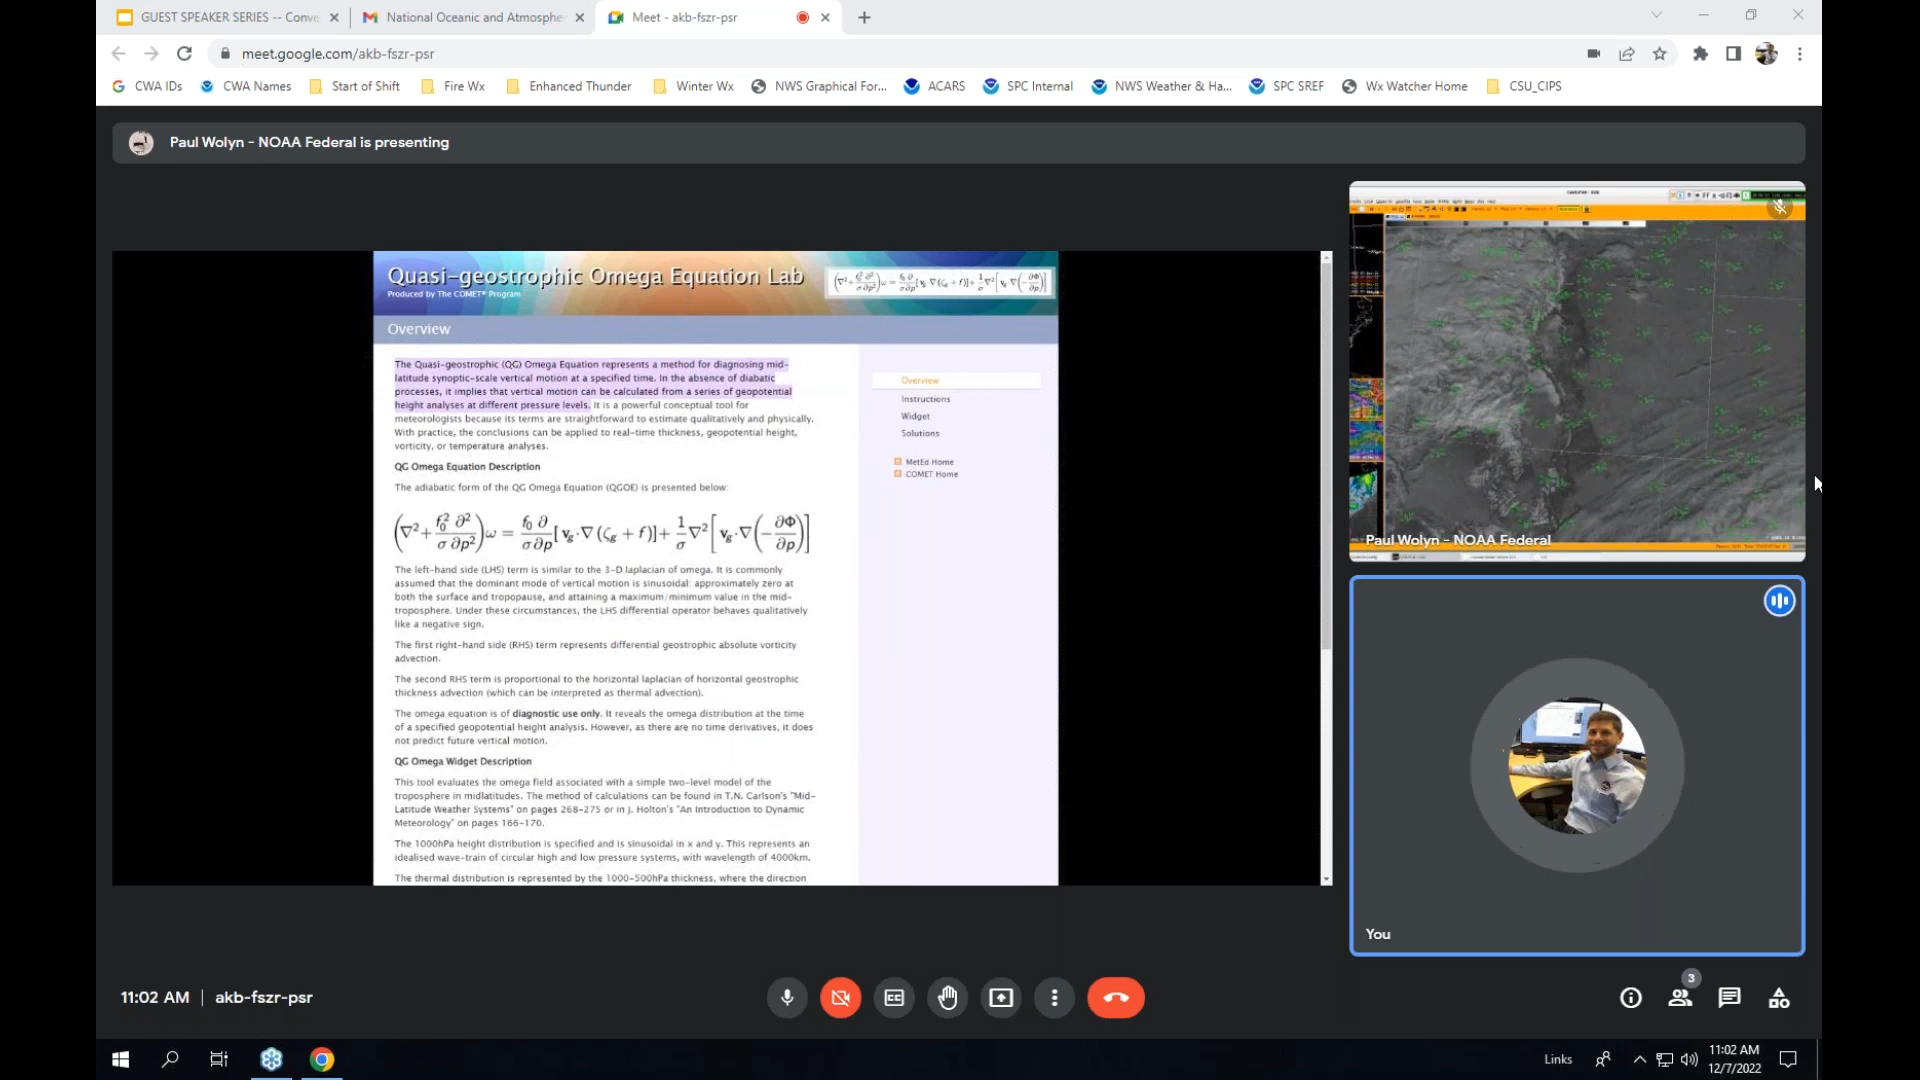 GUEST SPEAKER SERIES -- Conve
National Oceanic and Atmosphe
Meet - akb-fszr-psr
meet.google.com/akb-fszr-psr
CWA IDs
CWA Names
Start of Shift
Fire Wx
Enhanced Thunder
Winter Wx
NWS Graphical For...
ACARS
SPC Internal
NWS Weather & Ha...
SPC SREF
Wx Watcher Home
CSU_CIPS
Paul Wolyn - NOAA Federal is presenting
Quasi-geostrophic Omega Equation Lab
Produced by The COMET® Program
Overview
The Quasi-geostrophic (QG) Omega Equation represents a method for diagnosing mid-
latitude synoptic-scale vertical motion at a specified time. In the absence of diabatic
processes, it implies that vertical motion can be calculated from a series of geopotential
height analyses at different pressure levels. It is a powerful conceptual tool for
meteorologists because its terms are straightforward to estimate qualitatively and physically.
With practice, the conclusions can be applied to real-time thickness, geopotential height,
vorticity, or temperature analyses.
QG Omega Equation Description
The adiabatic form of the QG Omega Equation (QGOE) is presented below:
(∇² + f₀²/σ ∂²/∂p²)ω = f₀/σ ∂/∂p[v_g·∇(ζ_g + f)] + 1/σ ∇²[v_g·∇(−∂Φ/∂p)]
The left-hand side (LHS) term is similar to the 3-D laplacian of omega. It is commonly
assumed that the dominant mode of vertical motion is sinusoidal: approximately zero at
both the surface and tropopause, and attaining a maximum/minimum value in the mid-
troposphere. Under these circumstances, the LHS differential operator behaves qualitatively
like a negative sign.
The first right-hand side (RHS) term represents differential geostrophic absolute vorticity
advection.
The second RHS term is proportional to the horizontal laplacian of horizontal geostrophic
thickness advection (which can be interpreted as thermal advection).
The omega equation is of diagnostic use only. It reveals the omega distribution at the time
of a specified geopotential height analysis. However, as there are no time derivatives, it does
not predict future vertical motion.
QG Omega Widget Description
This tool evaluates the omega field associated with a simple two-level model of the
troposphere in midlatitudes. The method of calculations can be found in T.N. Carlson's "Mid-
Latitude Weather Systems" on pages 268-275 or in J. Holton's "An Introduction to Dynamic
Meteorology" on pages 166-170.
The 1000hPa height distribution is specified and is sinusoidal in x and y. This represents an
idealised wave-train of circular high and low pressure systems, with wavelength of 4000km.
The thermal distribution is represented by the 1000-500hPa thickness, where the direction
Overview
Instructions
Widget
Solutions
MetEd Home
COMET Home
Paul Wolyn - NOAA Federal
You
11:02 AM | akb-fszr-psr
3
Links
11:02 AM
12/7/2022